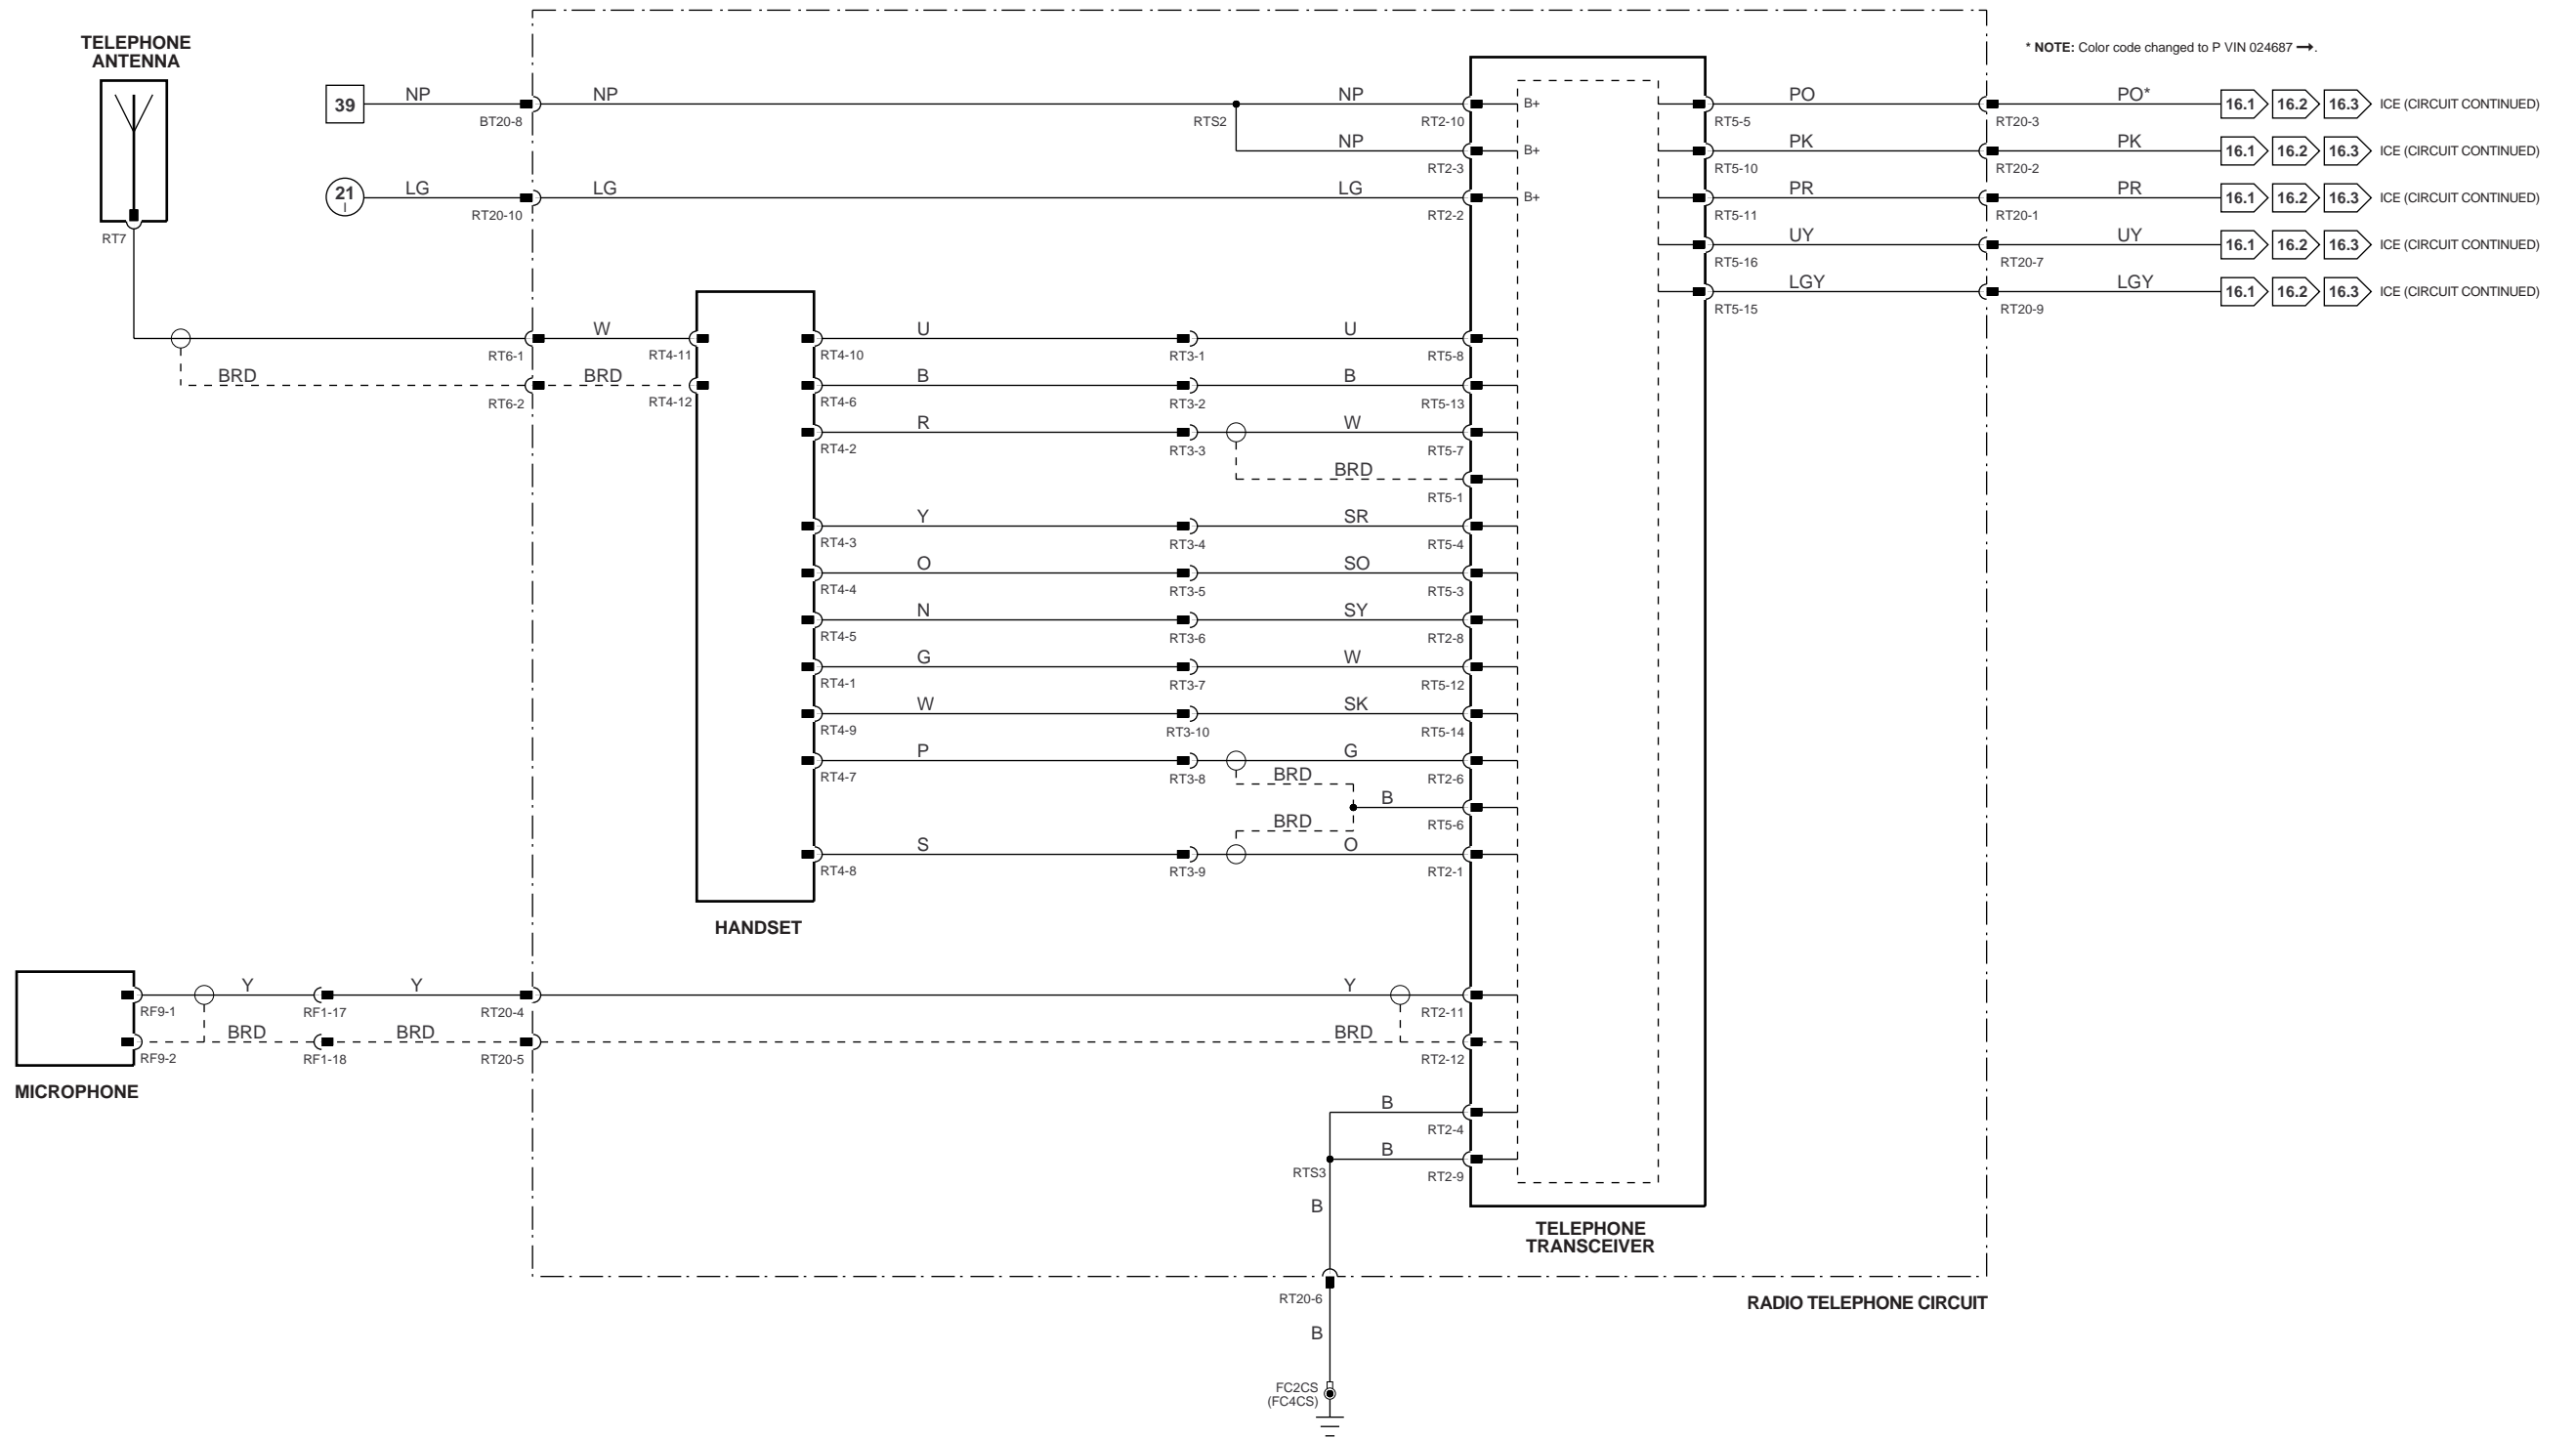 * NOTE: Color code changed to P VIN 024687 →.
TELEPHONE
ANTENNA
RT7
39 NP BT20-8 NP RTS2 NP RT2-10 B+ RT5-5 PO RT20-3 PO* 16.1 16.2 16.3 ICE (CIRCUIT CONTINUED)
NP RT2-3 B+ RT5-10 PK RT20-2 PK 16.1 16.2 16.3 ICE (CIRCUIT CONTINUED)
21 I LG RT20-10 LG LG RT2-2 B+ RT5-11 PR RT20-1 PR 16.1 16.2 16.3 ICE (CIRCUIT CONTINUED)
RT5-16 UY RT20-7 UY 16.1 16.2 16.3 ICE (CIRCUIT CONTINUED)
RT5-15 LGY RT20-9 LGY 16.1 16.2 16.3 ICE (CIRCUIT CONTINUED)
RT6-1 W RT4-11 RT4-10 U RT3-1 U RT5-8
BRD RT6-2 BRD RT4-12 RT4-6 B RT3-2 B RT5-13
RT4-2 R RT3-3 W RT5-7
BRD RT5-1
RT4-3 Y RT3-4 SR RT5-4
RT4-4 O RT3-5 SO RT5-3
RT4-5 N RT3-6 SY RT2-8
RT4-1 G RT3-7 W RT5-12
RT4-9 W RT3-10 SK RT5-14
RT4-7 P RT3-8 G RT2-6
BRD
B RT5-6
BRD
RT4-8 S RT3-9 O RT2-1
HANDSET
RF9-1 Y RF1-17 Y RT20-4 Y RT2-11
RF9-2 BRD RF1-18 BRD RT20-5 BRD RT2-12
MICROPHONE
B RT2-4
RTS3 B RT2-9
B
TELEPHONE
TRANSCEIVER
RT20-6
RADIO TELEPHONE CIRCUIT
B
FC2CS
(FC4CS)